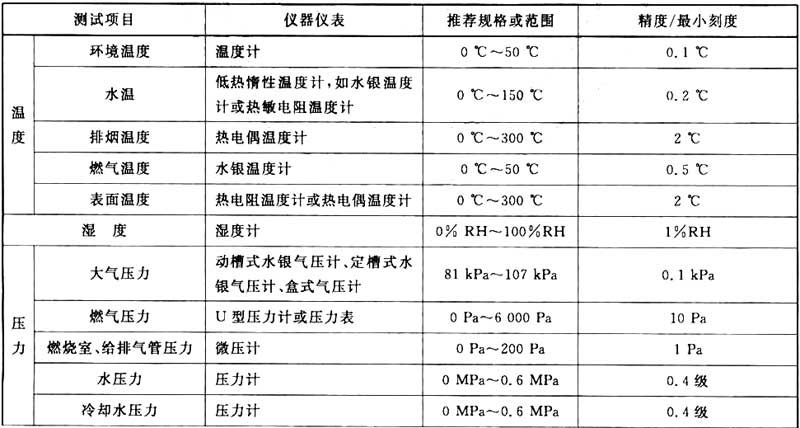 测试项目 仪器仪表 推荐规格或范围 精度/最小刻度
温度
环境温度 温度计 0 ℃~50 ℃ 0.1 ℃
水温 低热惰性温度计,如水银温度
计或热敏电阻温度计 0 ℃~150 ℃ 0.2 ℃
排烟温度 热电偶温度计 0 ℃~300 ℃ 2 ℃
燃气温度 水银温度计 0 ℃~50 ℃ 0.5 ℃
表面温度 热电阻温度计或热电偶温度计 0 ℃~300 ℃ 2 ℃
湿 度 湿度计 0% RH~100%RH 1%RH
压力
大气压力 动槽式水银气压计、定槽式水
银气压计、盒式气压计 81 kPa~107 kPa 0.1 kPa
燃气压力 U 型压力计或压力表 0 Pa~6 000 Pa 10 Pa
燃烧室、给排气管压力 微压计 0 Pa~200 Pa 1 Pa
水压力 压力计 0 MPa~0.6 MPa 0.4 级
冷却水压力 压力计 0 MPa~0.6 MPa 0.4 级